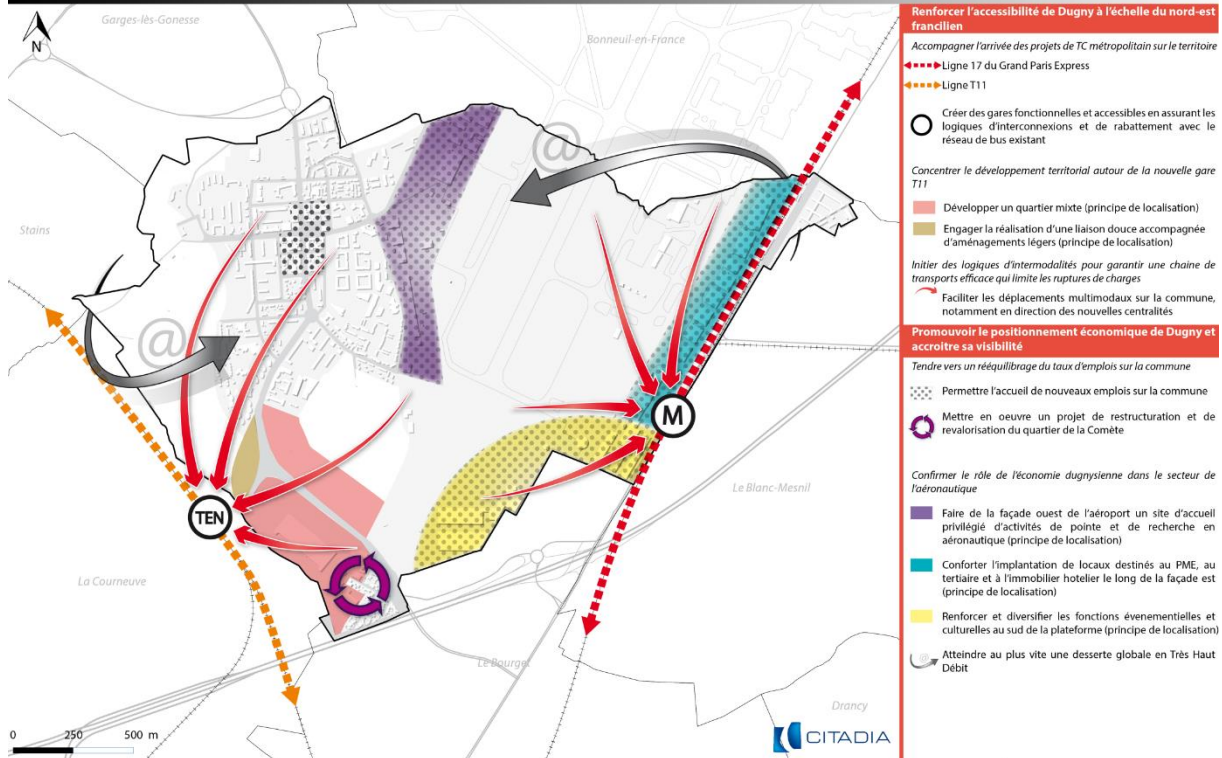 Garges-lès-Gonesse
N
Bonneuil-en-France
@
Stains
@
M
TEN
Le Blanc-Mesnil
La Courneuve
Le Bourget
Drancy
0 250 500 m
CITADIA
Renforcer l'accessibilité de Dugny à l'échelle du nord-est
francilien
Accompagner l'arrivée des projets de TC métropolitain sur le territoire
Ligne 17 du Grand Paris Express
Ligne T11
Créer des gares fonctionnelles et accessibles en assurant les
logiques d'interconnexions et de rabattement avec le
réseau de bus existant
Concentrer le développement territorial autour de la nouvelle gare
T11
Développer un quartier mixte (principe de localisation)
Engager la réalisation d'une liaison douce accompagnée
d'aménagements légers (principe de localisation)
Initier des logiques d'intermodalités pour garantir une chaine de
transports efficace qui limite les ruptures de charges
Faciliter les déplacements multimodaux sur la commune,
notamment en direction des nouvelles centralités
Promouvoir le positionnement économique de Dugny et
accroitre sa visibilité
Tendre vers un rééquilibrage du taux d'emplois sur la commune
Permettre l'accueil de nouveaux emplois sur la commune
Mettre en oeuvre un projet de restructuration et de
revalorisation du quartier de la Comète
Confirmer le rôle de l'économie dugnysienne dans le secteur de
l'aéronautique
Faire de la façade ouest de l'aéroport un site d'accueil
privilégié d'activités de pointe et de recherche en
aéronautique (principe de localisation)
Conforter l'implantation de locaux destinés au PME, au
tertiaire et à l'immobilier hotelier le long de la façade est
(principe de localisation)
Renforcer et diversifier les fonctions évenementielles et
culturelles au sud de la plateforme (principe de localisation)
@
Atteindre au plus vite une desserte globale en Très Haut
Débit